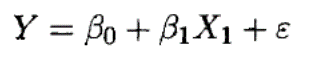 Y = β₀ + β₁X₁ + ε